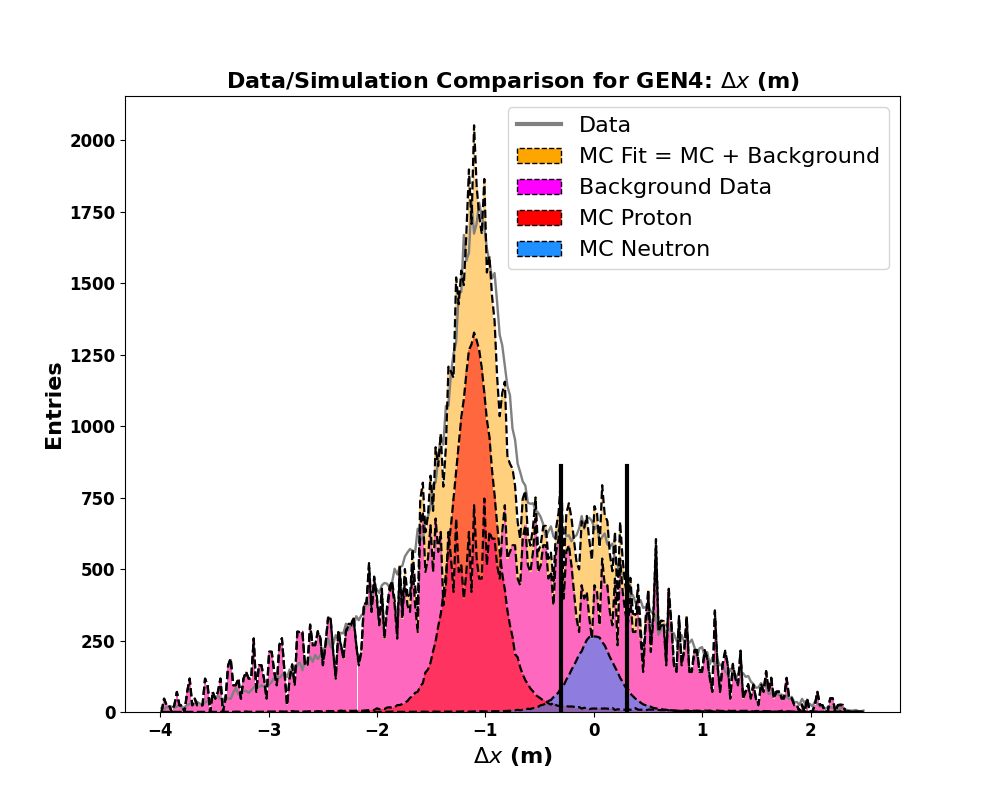 Data/Simulation Comparison for GEN4: Δx (m)
Data
MC Fit = MC + Background
Background Data
MC Proton
MC Neutron
2000
1750
1500
1250
1000
750
500
250
0
Entries
−4 −3 −2 −1 0 1 2
Δx (m)